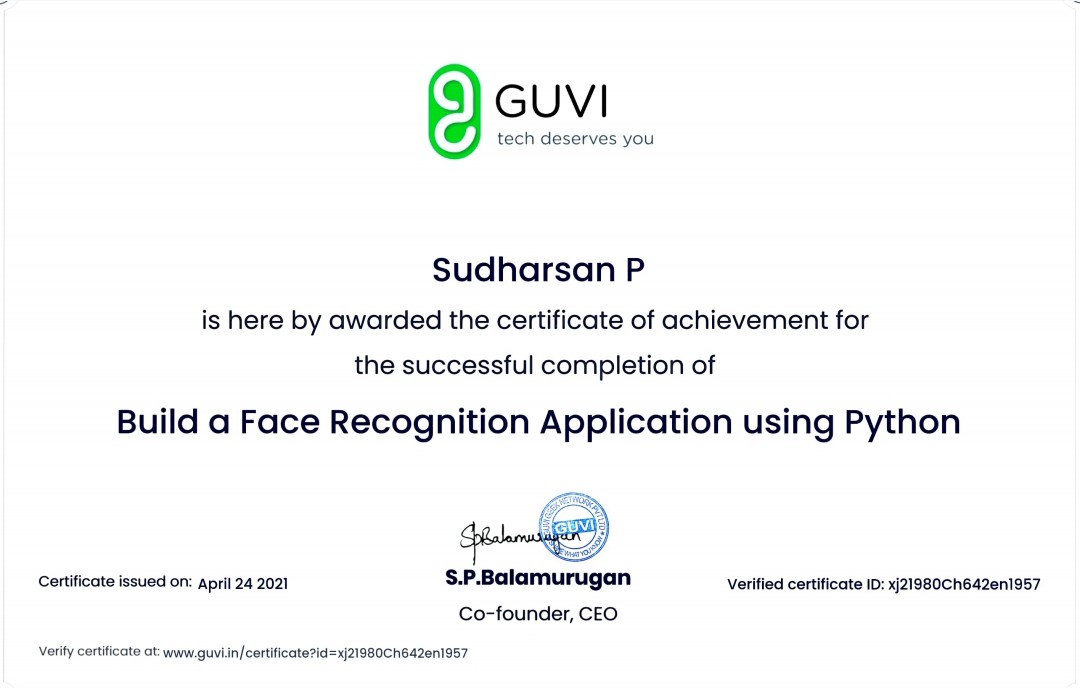 GUVI
tech deserves you
Sudharsan P
is here by awarded the certificate of achievement for
the successful completion of
Build a Face Recognition Application using Python
GUVI
SpBalamurugan
S.P.Balamurugan
Co-founder, CEO
Certificate issued on: April 24 2021
Verified certificate ID: xj21980Ch642en1957
Verify certificate at: www.guvi.in/certificate?id=xj21980Ch642en1957